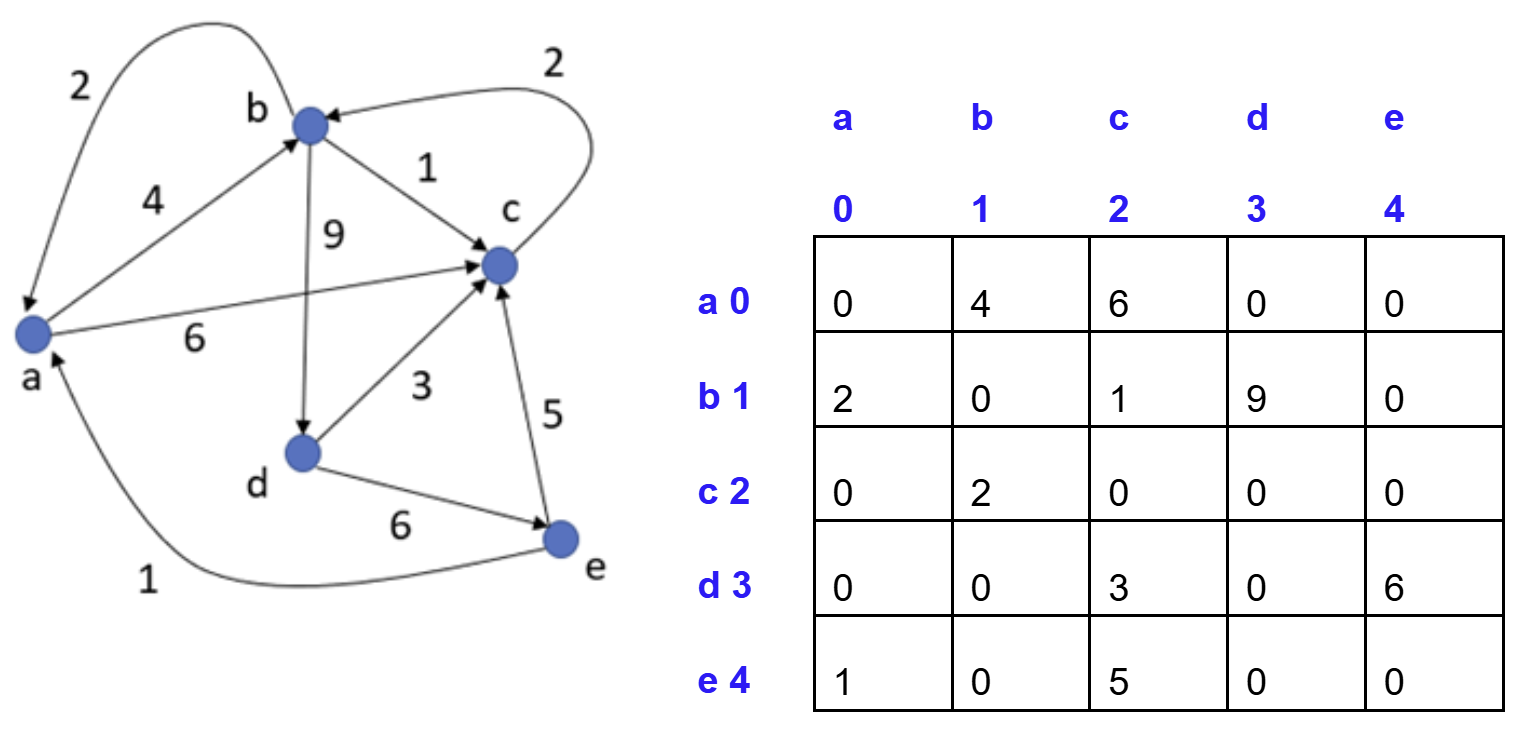 2
2
b
1
4
9
c
6
a
3
5
d
6
e
1
a b c d e
0 1 2 3 4
a 0 0 4 6 0 0
b 1 2 0 1 9 0
c 2 0 2 0 0 0
d 3 0 0 3 0 6
e 4 1 0 5 0 0